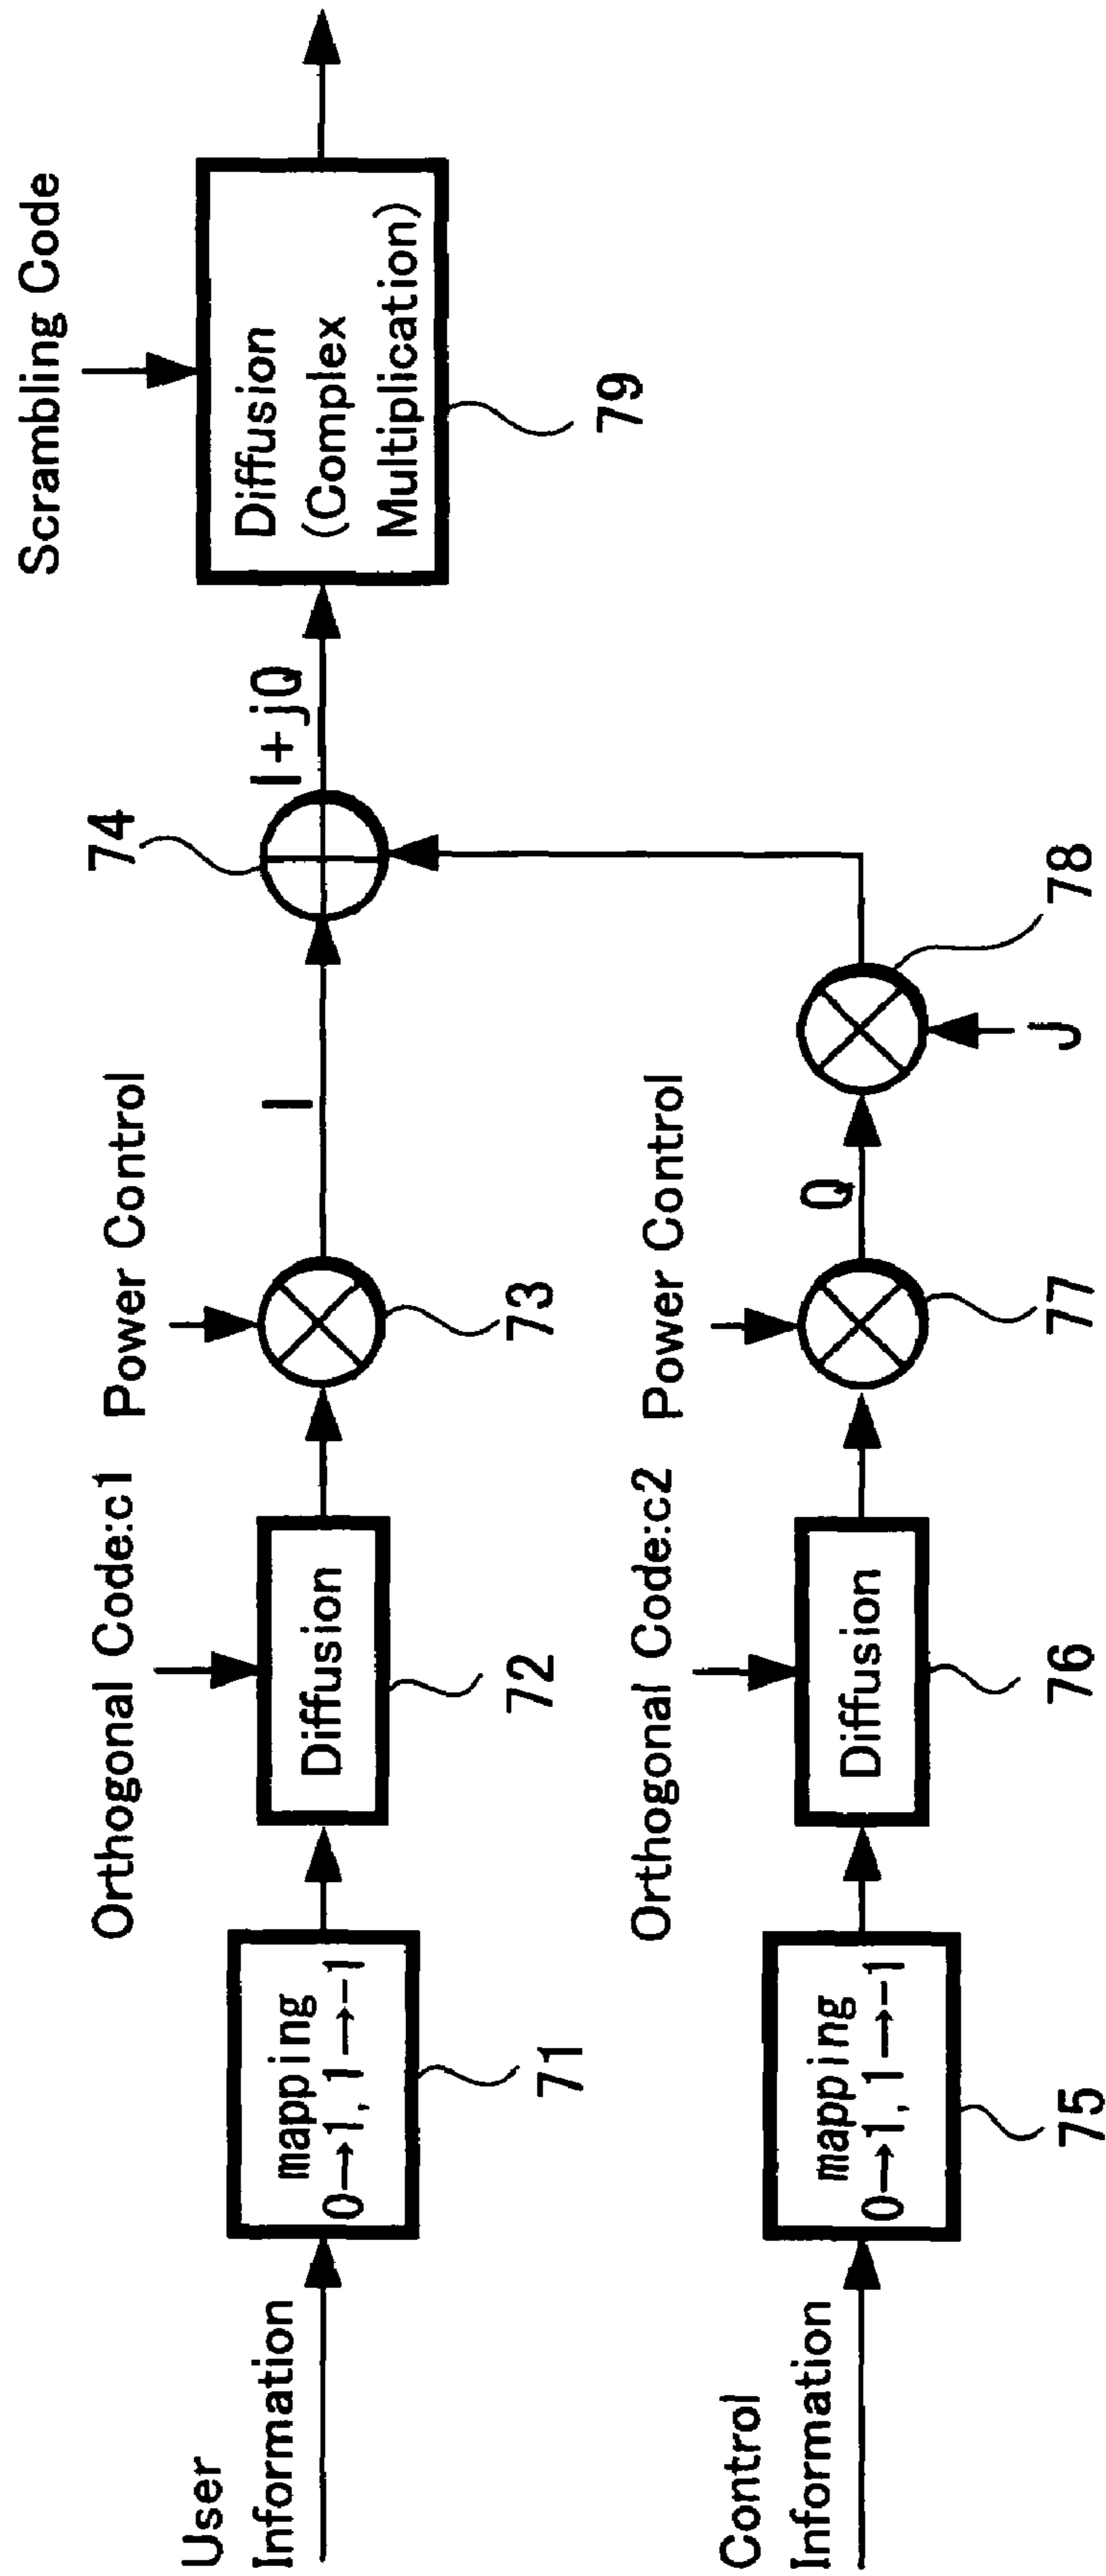 User
Information
mapping
0→1, 1→-1
71
Orthogonal Code:c1
Diffusion
72
Power Control
73
I
74
I+jQ
Scrambling Code
Diffusion
(Complex
Multiplication)
79
Control
Information
mapping
0→1, 1→-1
75
Orthogonal Code:c2
Diffusion
76
Power Control
77
Q
J
78